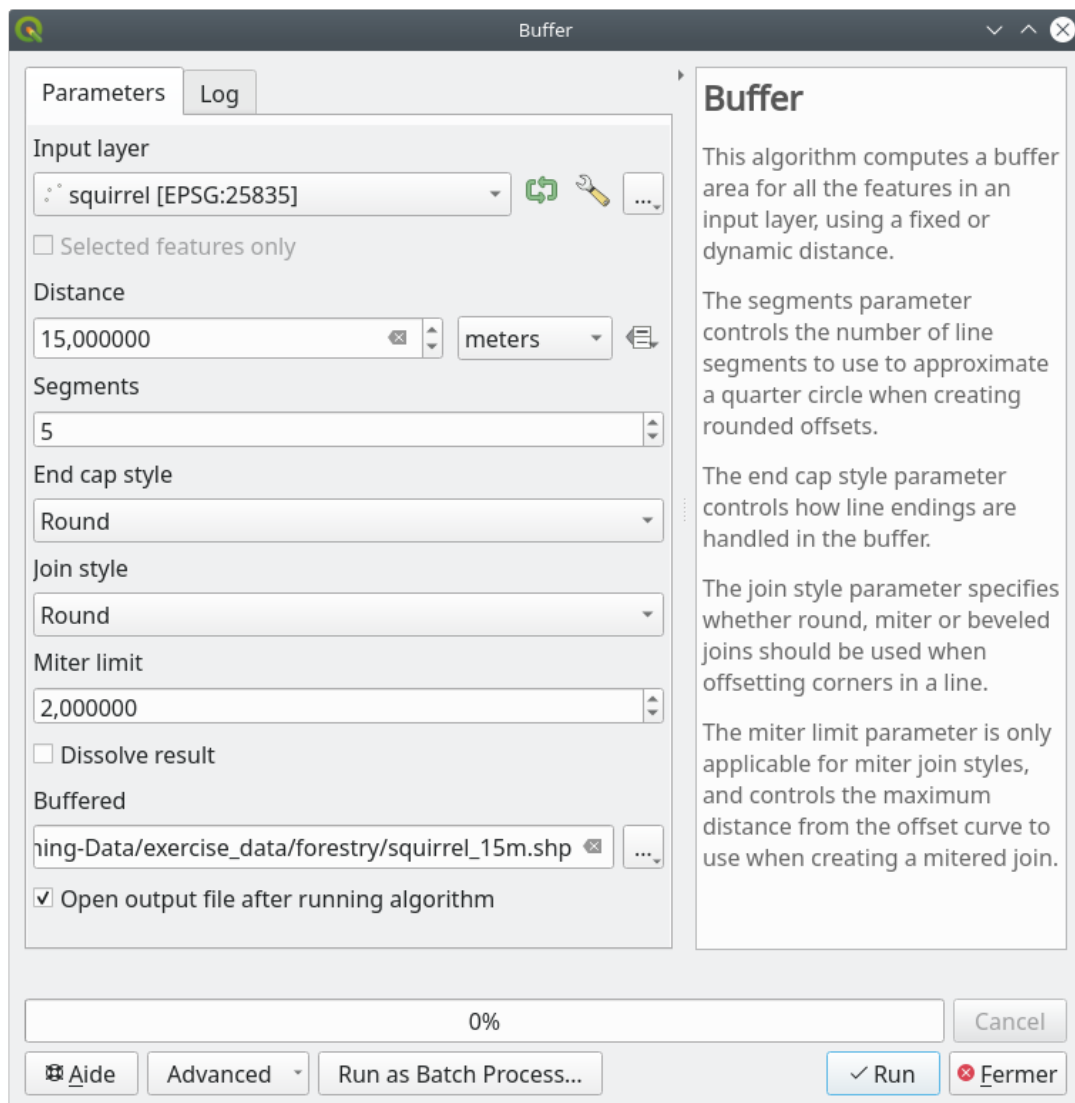 Buffer
Parameters
Log
Input layer
squirrel [EPSG:25835]
...
Selected features only
Distance
15,000000
meters
Segments
5
End cap style
Round
Join style
Round
Miter limit
2,000000
Dissolve result
Buffered
ning-Data/exercise_data/forestry/squirrel_15m.shp
...
Open output file after running algorithm
Buffer
This algorithm computes a buffer
area for all the features in an
input layer, using a fixed or
dynamic distance.
The segments parameter
controls the number of line
segments to use to approximate
a quarter circle when creating
rounded offsets.
The end cap style parameter
controls how line endings are
handled in the buffer.
The join style parameter specifies
whether round, miter or beveled
joins should be used when
offsetting corners in a line.
The miter limit parameter is only
applicable for miter join styles,
and controls the maximum
distance from the offset curve to
use when creating a mitered join.
0%
Cancel
Aide
Advanced
Run as Batch Process...
Run
Fermer